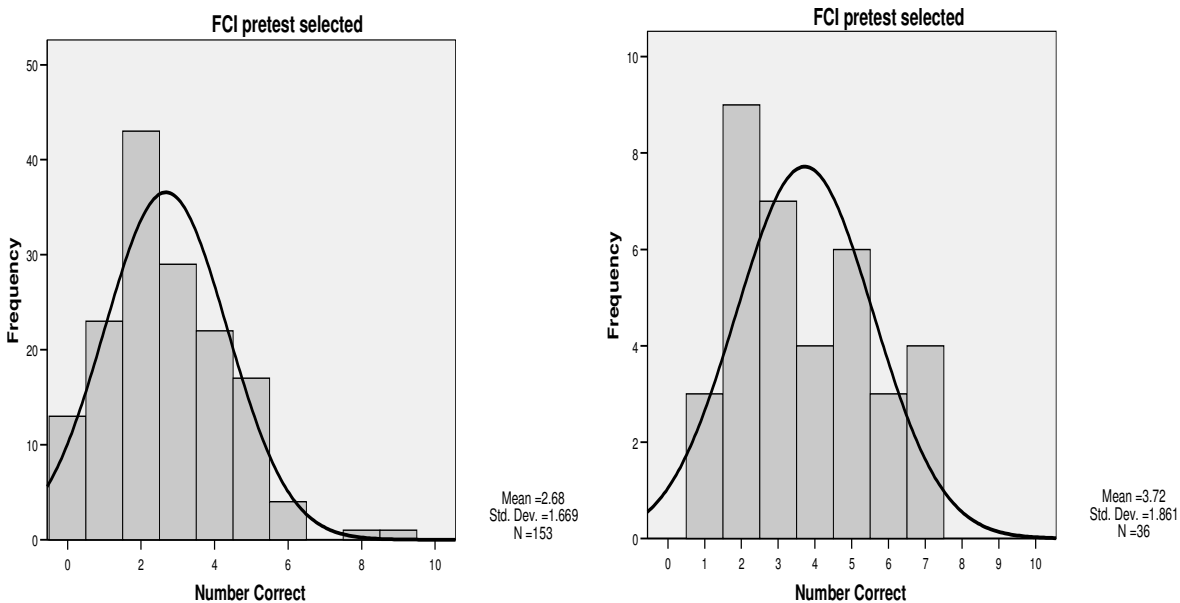 FCI pretest selected
50
40
30
20
10
0
Frequency
0 2 4 6 8 10
Number Correct
Mean =2.68
Std. Dev. =1.669
N =153
FCI pretest selected
10
8
6
4
2
0
Frequency
0 1 2 3 4 5 6 7 8 9 10
Number Correct
Mean =3.72
Std. Dev. =1.861
N =36